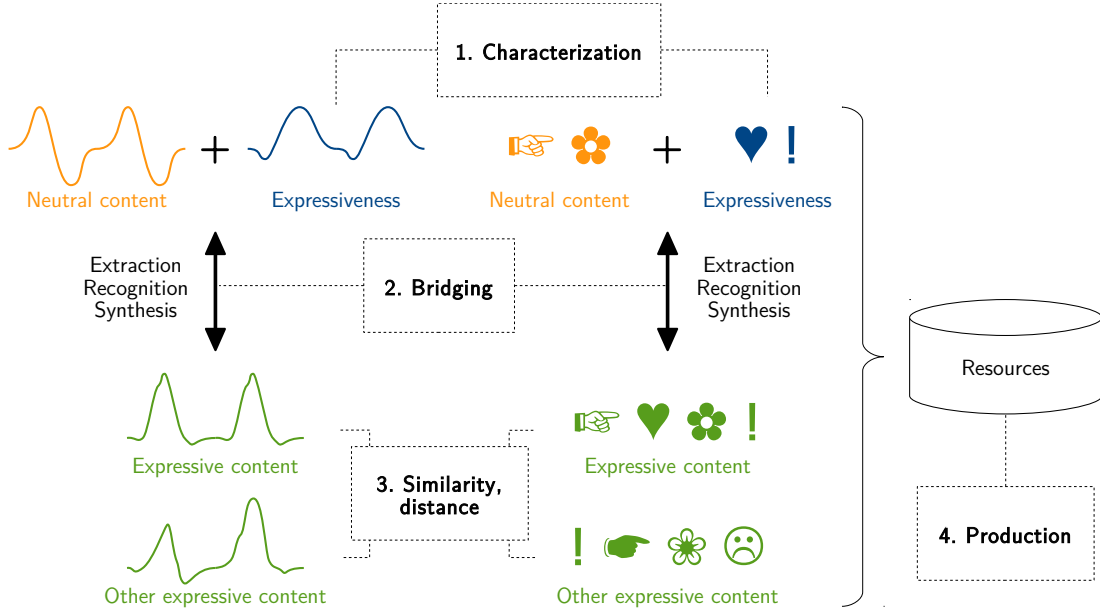 1. Characterization
Neutral content
Expressiveness
Neutral content
Expressiveness
Extraction
Recognition
Synthesis
2. Bridging
Extraction
Recognition
Synthesis
Resources
Expressive content
Expressive content
3. Similarity,
distance
4. Production
Other expressive content
Other expressive content